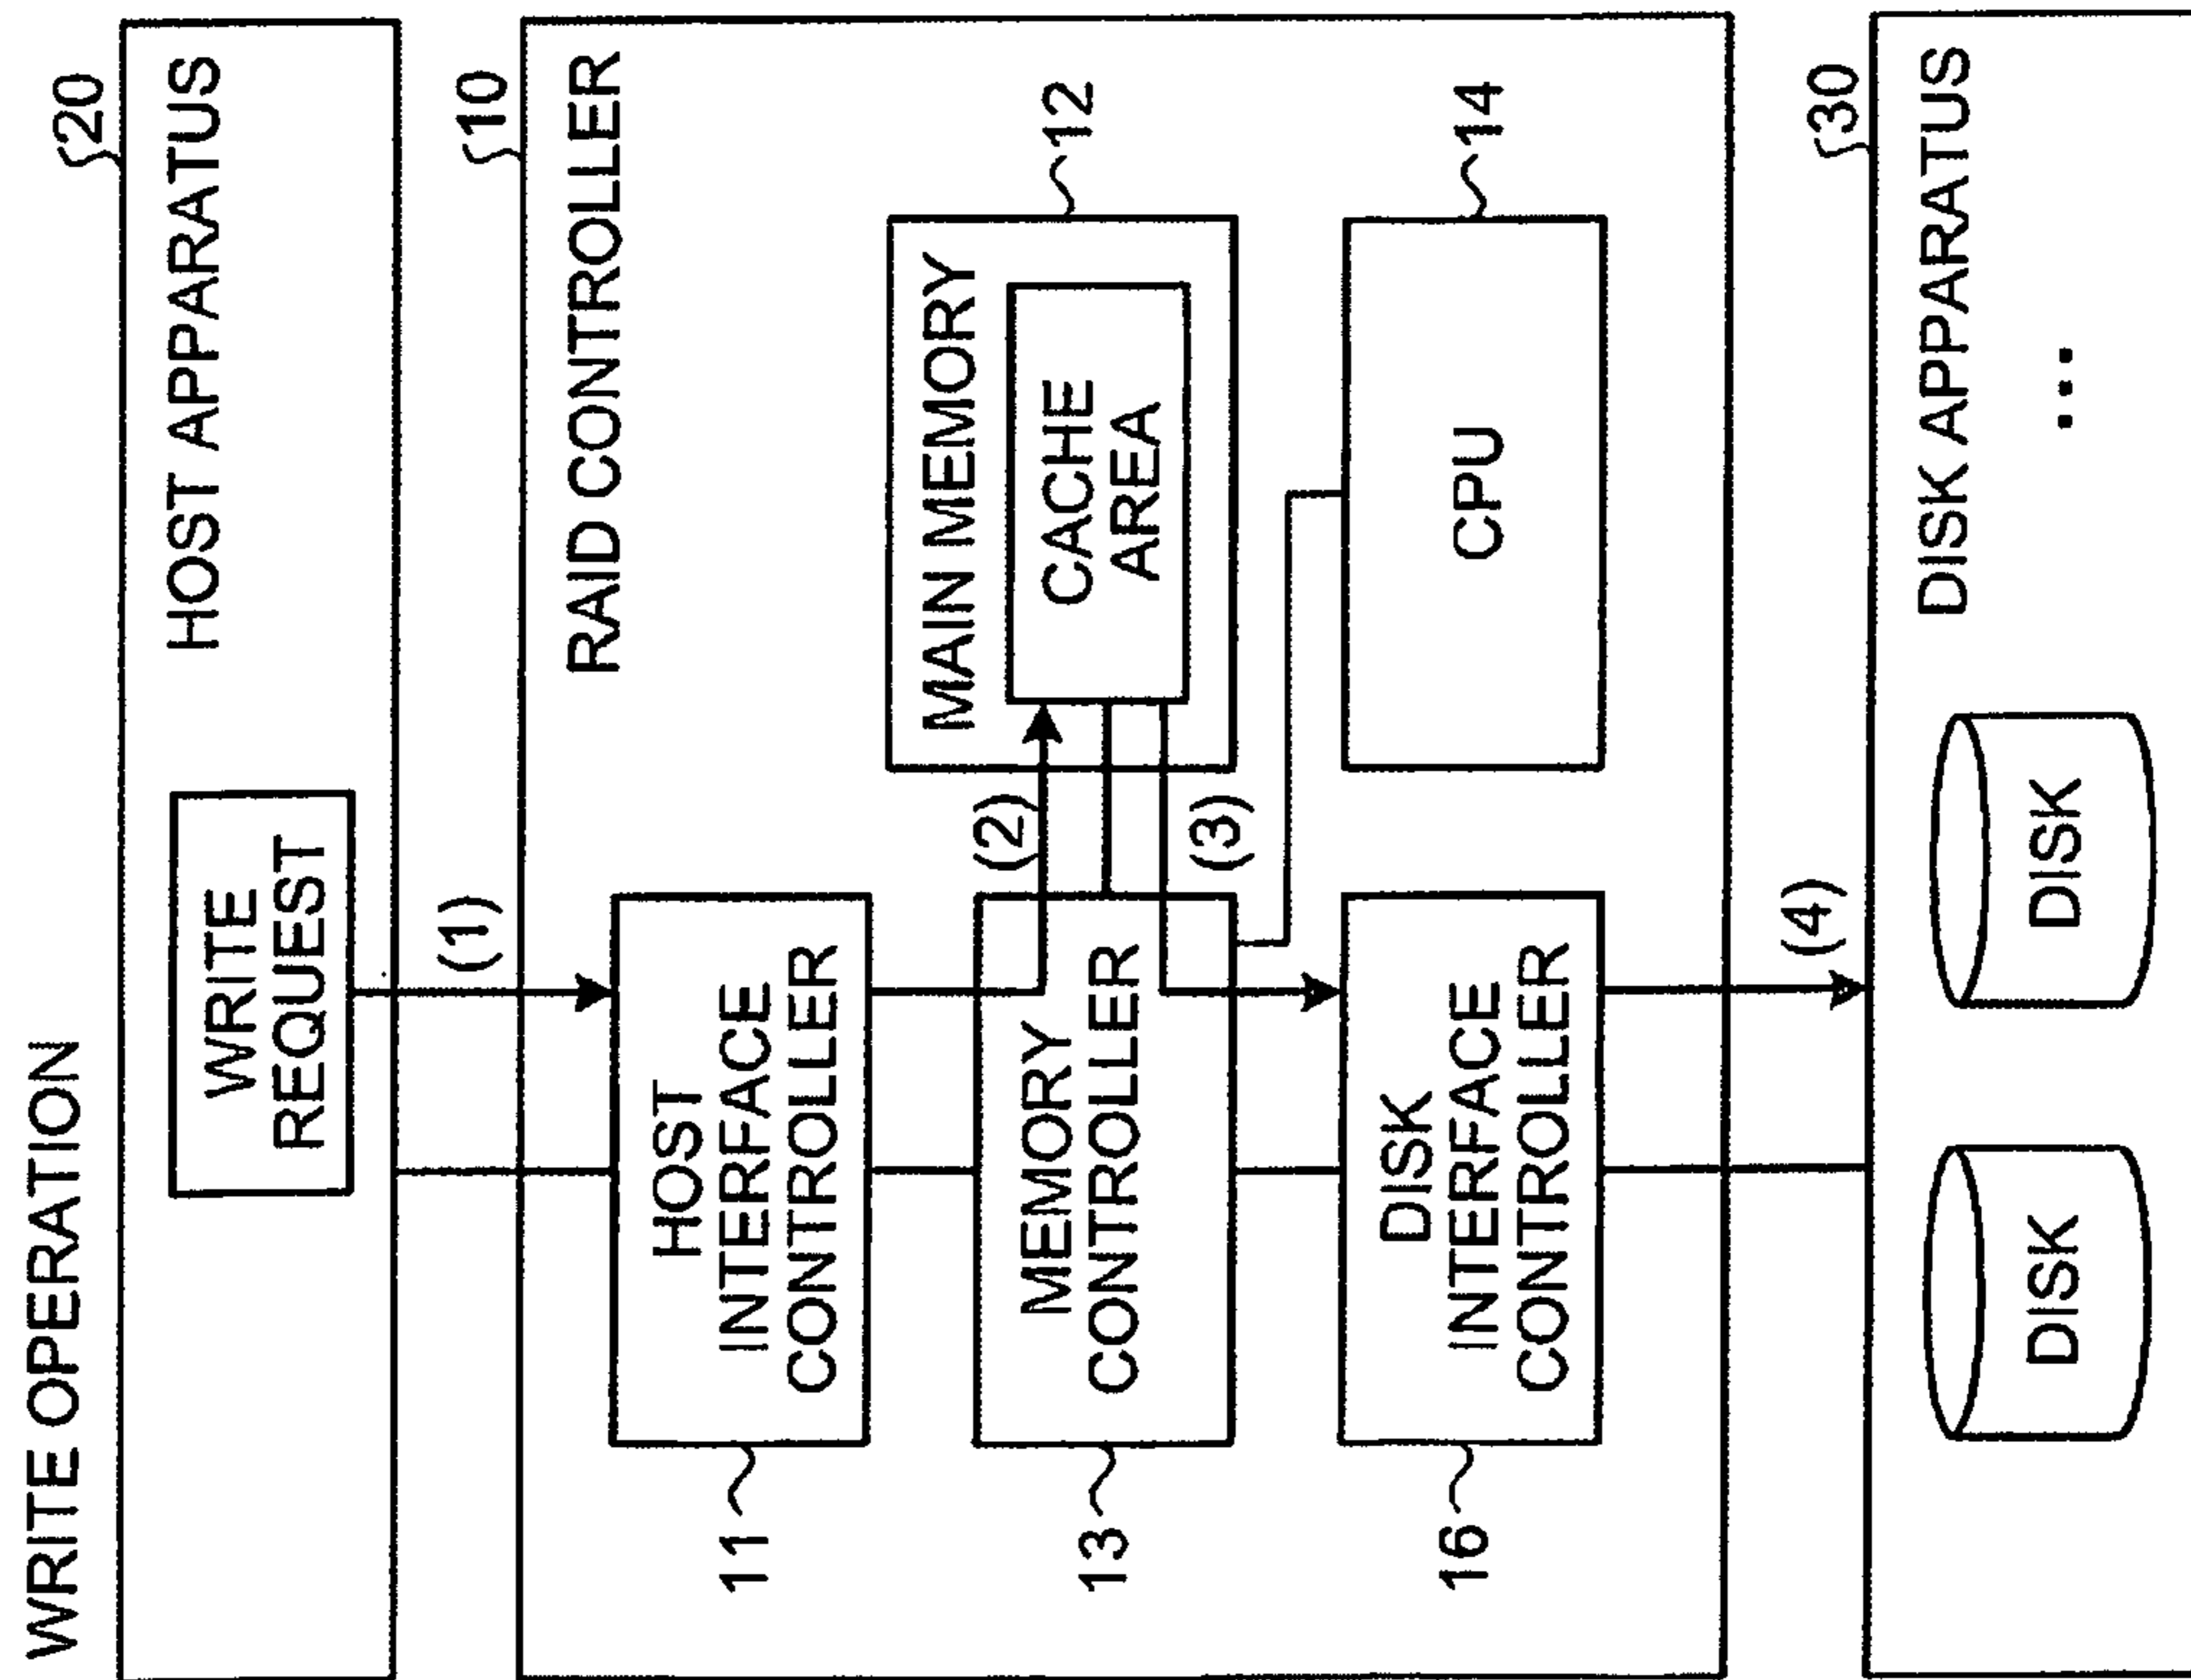 WRITE OPERATION
20
HOST APPARATUS
WRITE
REQUEST
(1)
10
RAID CONTROLLER
11
HOST
INTERFACE
CONTROLLER
(2)
MAIN MEMORY
12
CACHE
AREA
13
MEMORY
CONTROLLER
(3)
14
CPU
16
DISK
INTERFACE
CONTROLLER
(4)
30
DISK APPARATUS
DISK
DISK
...